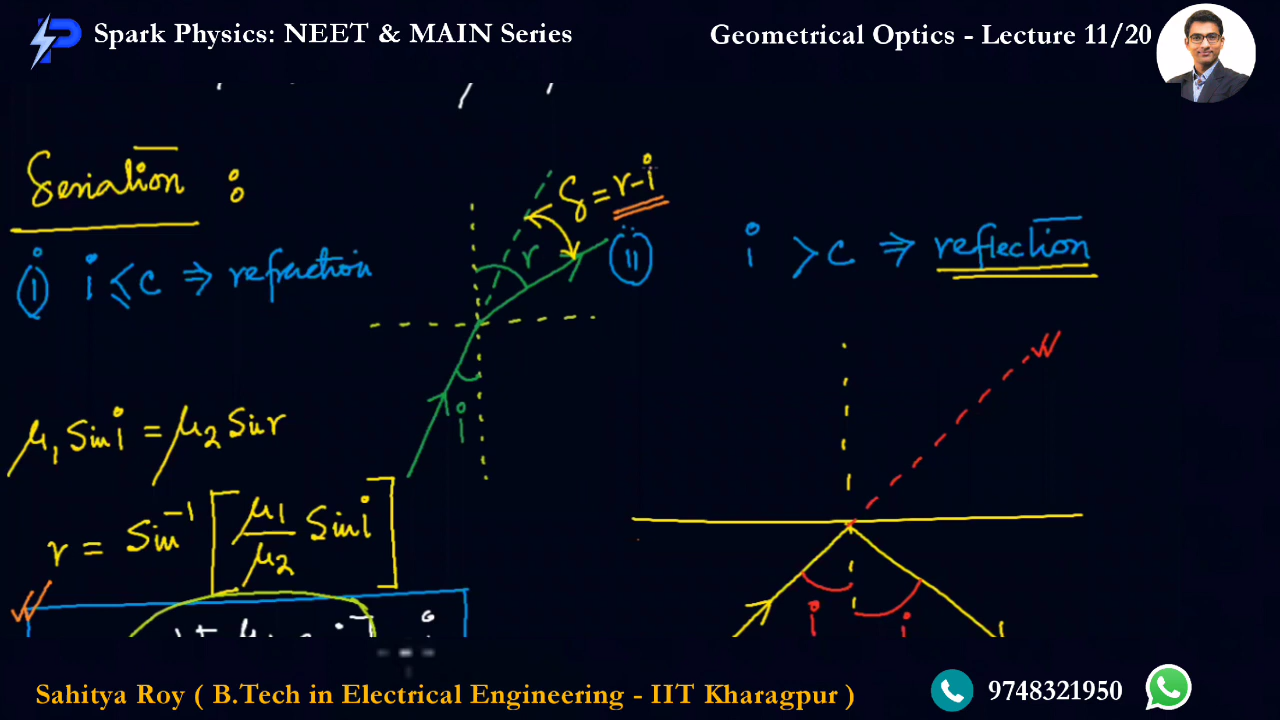 Spark Physics: NEET & MAIN Series
Geometrical Optics - Lecture 11/20
Deviation :
(i) i ≤ c ⇒ refraction
δ = r - i
r
i
(ii) i > c ⇒ reflection
μ₁ sin i = μ₂ sin r
r = sin⁻¹ [ μ₁/μ₂ sin i ]
i i
Sahitya Roy ( B.Tech in Electrical Engineering - IIT Kharagpur )
9748321950